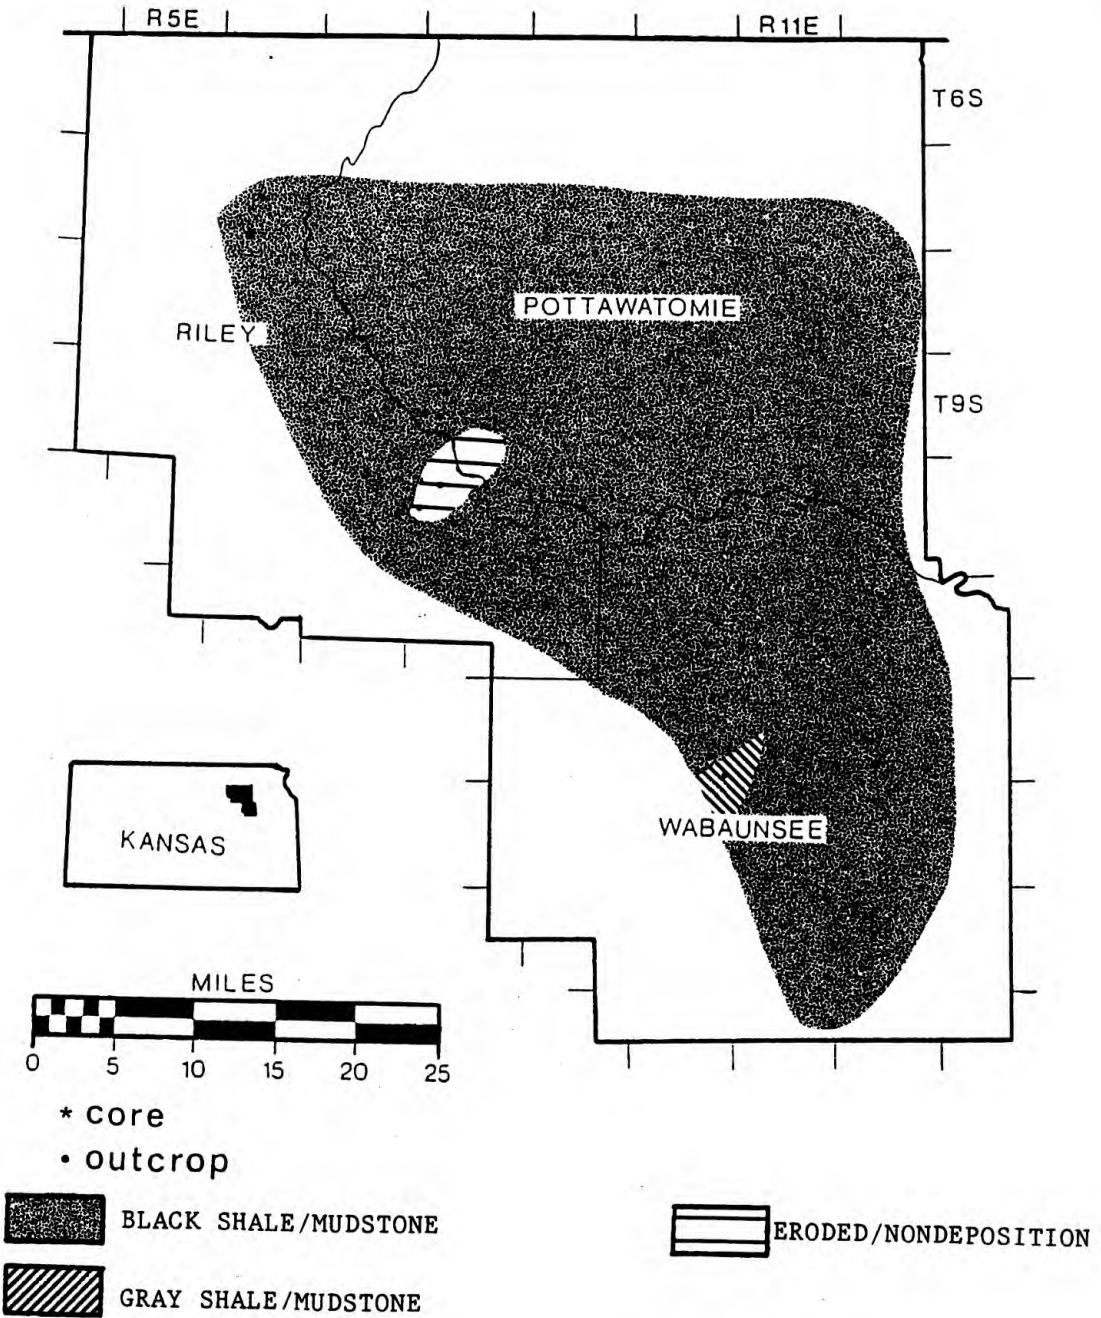 R5E R11E
T6S
POTTAWATOMIE
RILEY
T9S
KANSAS
WABAUNSEE
MILES
0 5 10 15 20 25
* core
• outcrop
BLACK SHALE/MUDSTONE
ERODED/NONDEPOSITION
GRAY SHALE/MUDSTONE